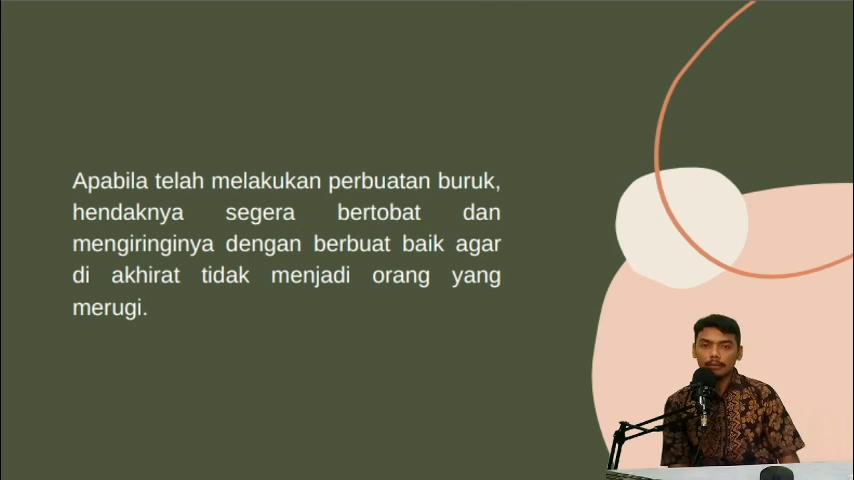 Apabila telah melakukan perbuatan buruk,
hendaknya segera bertobat dan
mengiringinya dengan berbuat baik agar
di akhirat tidak menjadi orang yang
merugi.